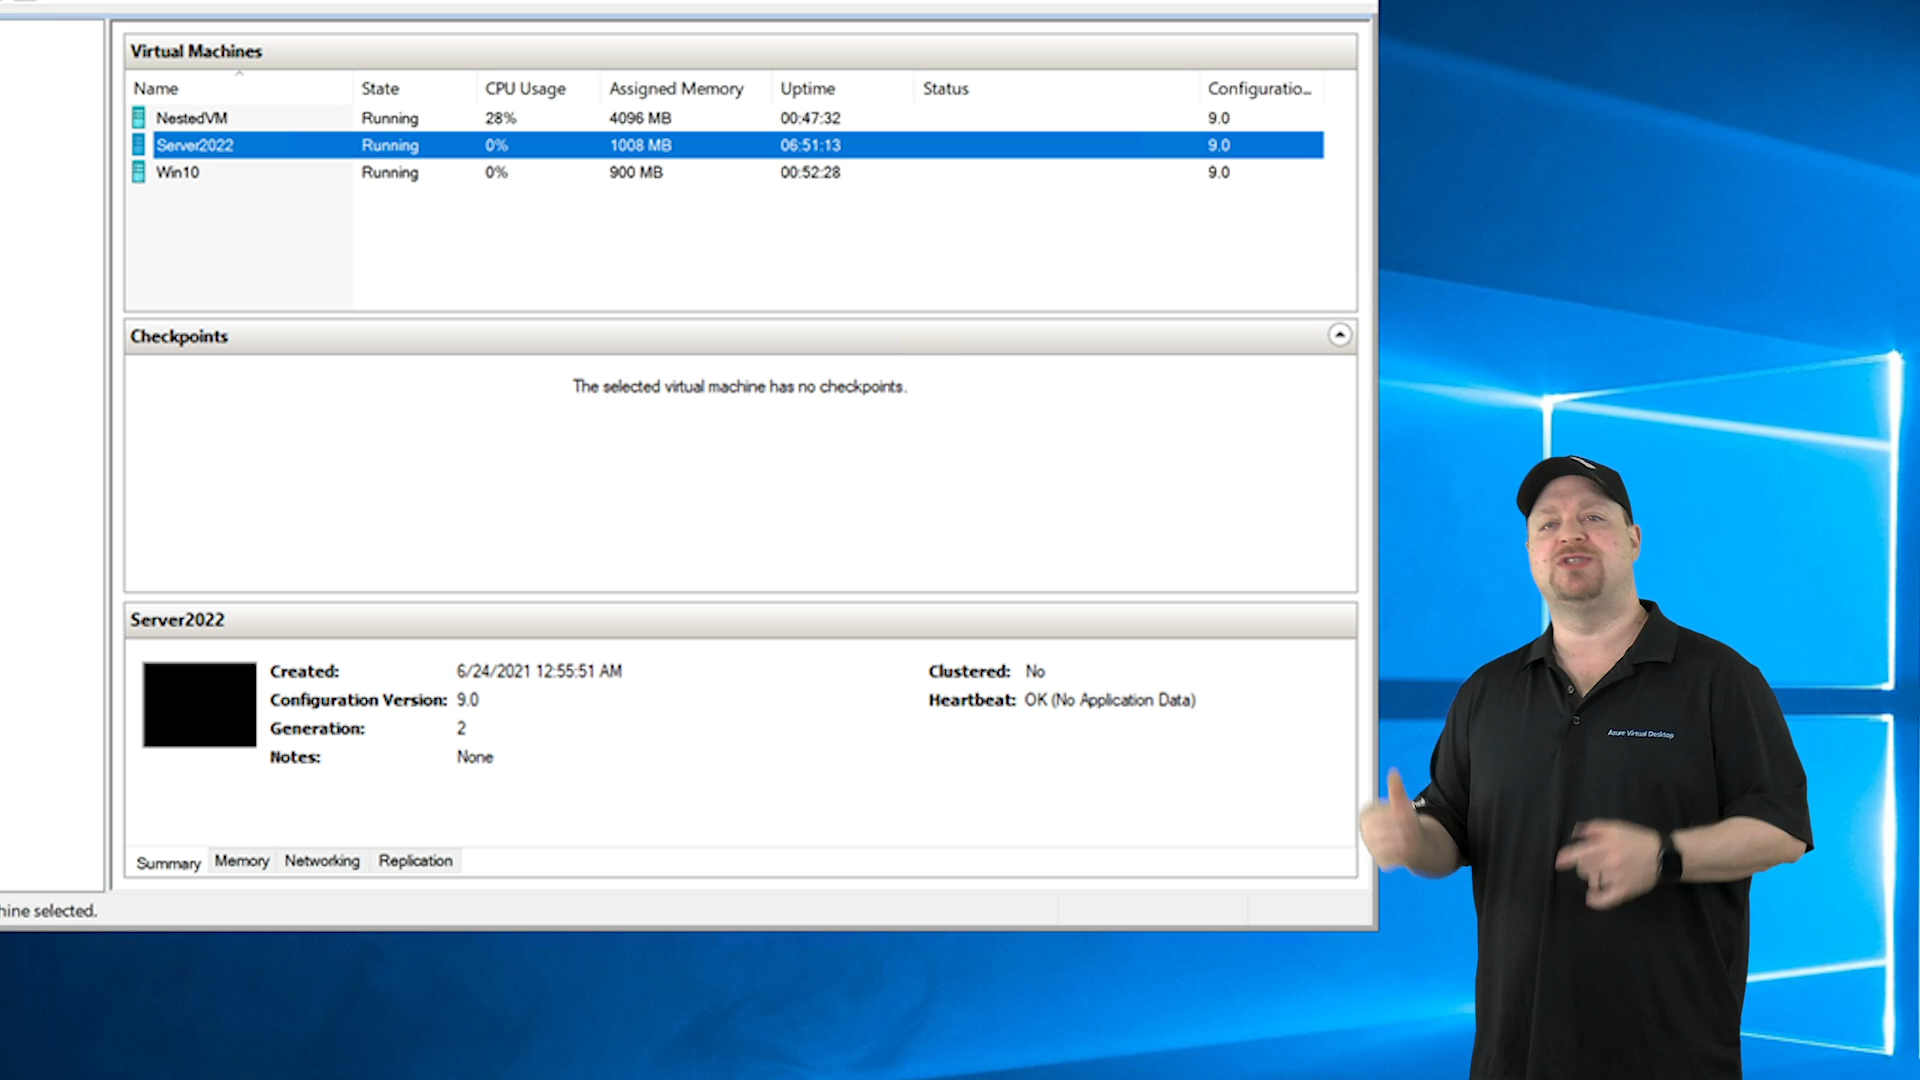 Virtual Machines
Name State CPU Usage Assigned Memory Uptime Status Configuratio...
NestedVM Running 28% 4096 MB 00:47:32 9.0
Server2022 Running 0% 1008 MB 06:51:13 9.0
Win10 Running 0% 900 MB 00:52:28 9.0
Checkpoints
The selected virtual machine has no checkpoints.
Server2022
Created: 6/24/2021 12:55:51 AM Clustered: No
Configuration Version: 9.0 Heartbeat: OK (No Application Data)
Generation: 2
Notes: None
Summary Memory Networking Replication
hine selected.
Azure Virtual Desktop